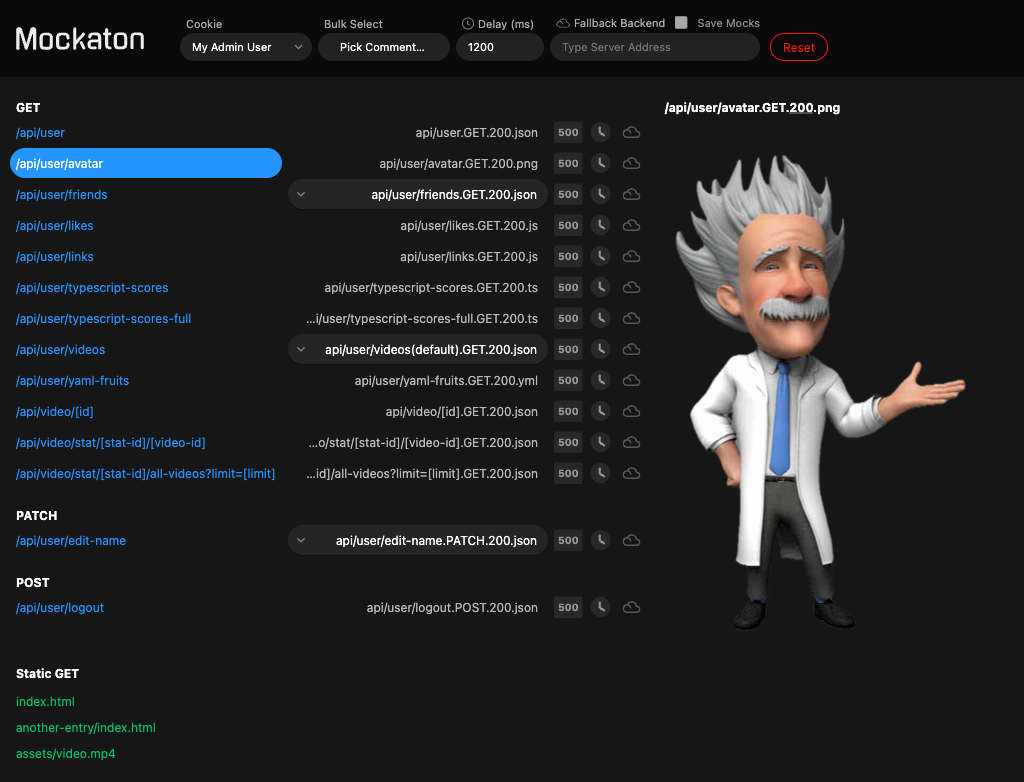 Mockaton
Cookie
My Admin User
Bulk Select
Pick Comment...
Delay (ms)
1200
Fallback Backend
Save Mocks
Type Server Address
Reset
GET
/api/user api/user.GET.200.json 500
/api/user/avatar api/user/avatar.GET.200.png 500
/api/user/friends api/user/friends.GET.200.json 500
/api/user/likes api/user/likes.GET.200.js 500
/api/user/links api/user/links.GET.200.js 500
/api/user/typescript-scores api/user/typescript-scores.GET.200.ts 500
/api/user/typescript-scores-full ...i/user/typescript-scores-full.GET.200.ts 500
/api/user/videos api/user/videos(default).GET.200.json 500
/api/user/yaml-fruits api/user/yaml-fruits.GET.200.yml 500
/api/video/[id] api/video/[id].GET.200.json 500
/api/video/stat/[stat-id]/[video-id] ...o/stat/[stat-id]/[video-id].GET.200.json 500
/api/video/stat/[stat-id]/all-videos?limit=[limit] ...id]/all-videos?limit=[limit].GET.200.json 500
PATCH
/api/user/edit-name api/user/edit-name.PATCH.200.json 500
POST
/api/user/logout api/user/logout.POST.200.json 500
Static GET
index.html
another-entry/index.html
assets/video.mp4
/api/user/avatar.GET.200.png